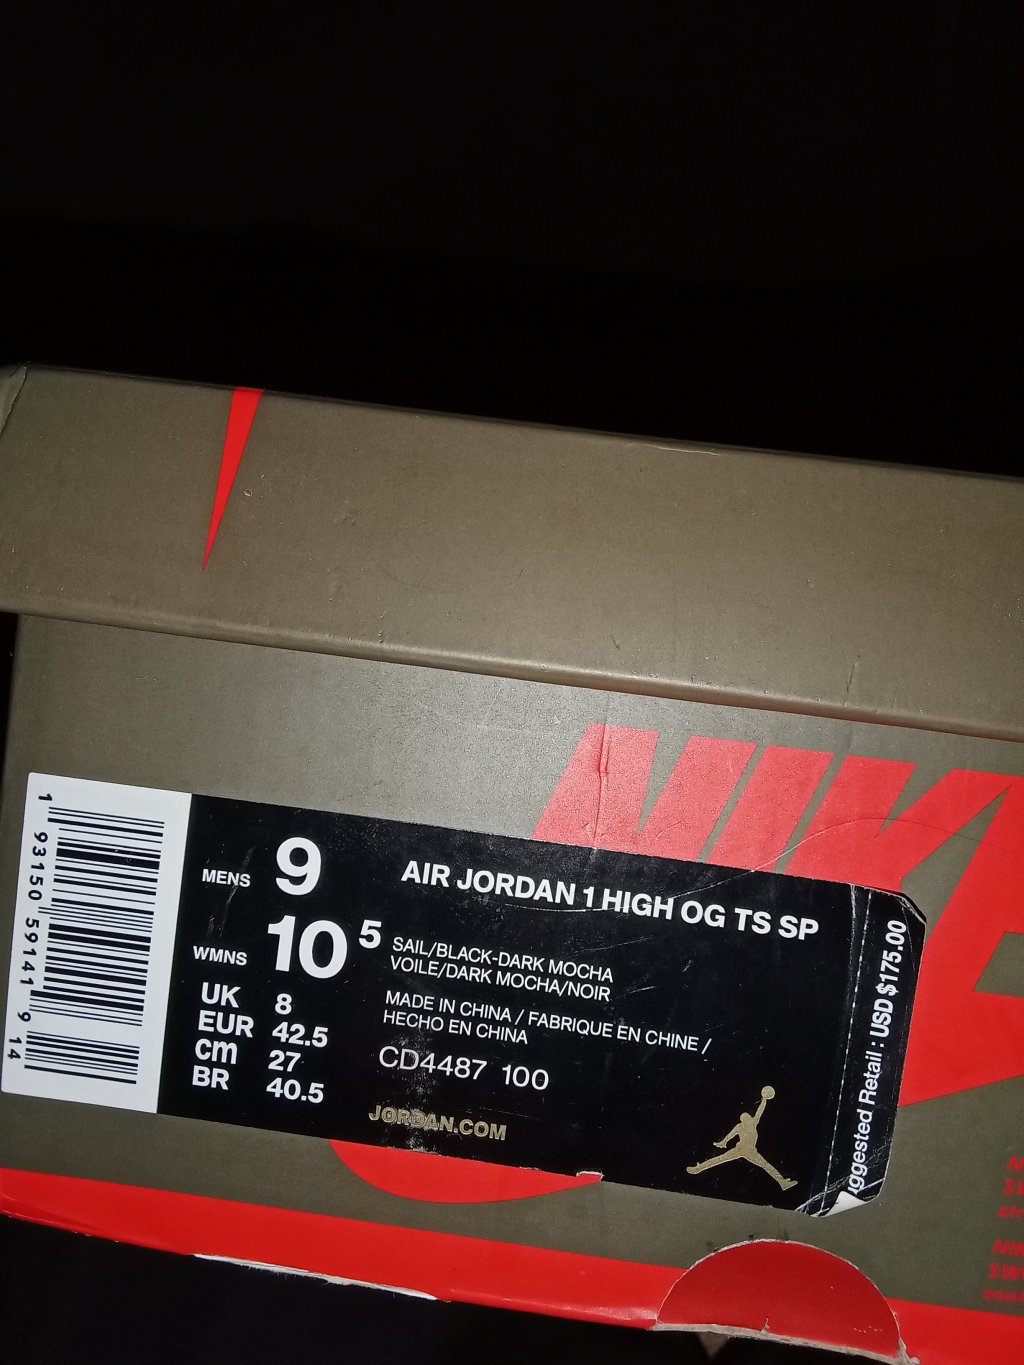 NIKE
1 93150 59141 9 14
MENS 9
WMNS 10 5
UK 8
EUR 42.5
cm 27
BR 40.5
AIR JORDAN 1 HIGH OG TS SP
SAIL/BLACK-DARK MOCHA
VOILE/DARK MOCHA/NOIR
MADE IN CHINA / FABRIQUE EN CHINE /
HECHO EN CHINA
CD4487 100
JORDAN.COM
uggested Retail : USD $175.00